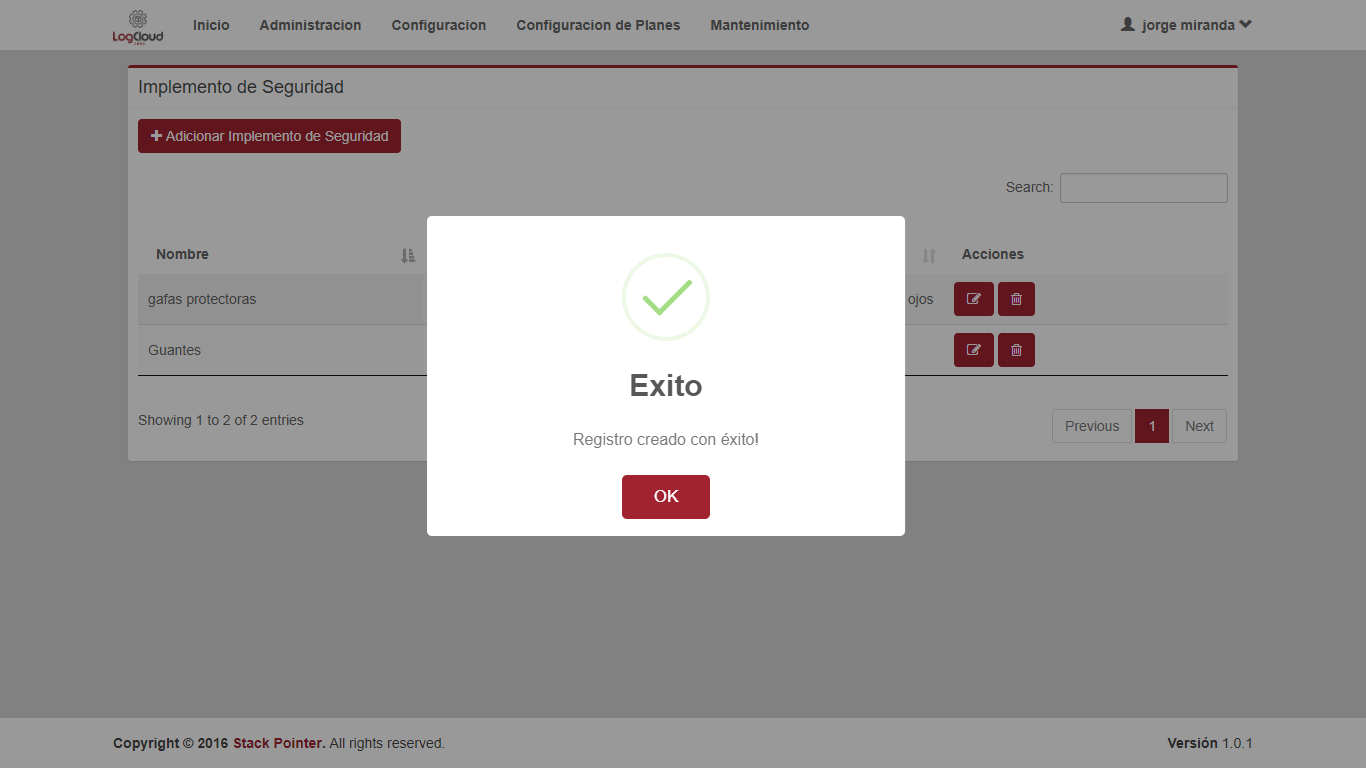 LogCloud
Inicio Administracion Configuracion Configuracion de Planes Mantenimiento jorge miranda
Implemento de Seguridad
Adicionar Implemento de Seguridad
Search:
Nombre Acciones
gafas protectoras ojos
Guantes
Exito
Registro creado con éxito!
OK
Showing 1 to 2 of 2 entries Previous 1 Next
Copyright © 2016 Stack Pointer. All rights reserved. Versión 1.0.1